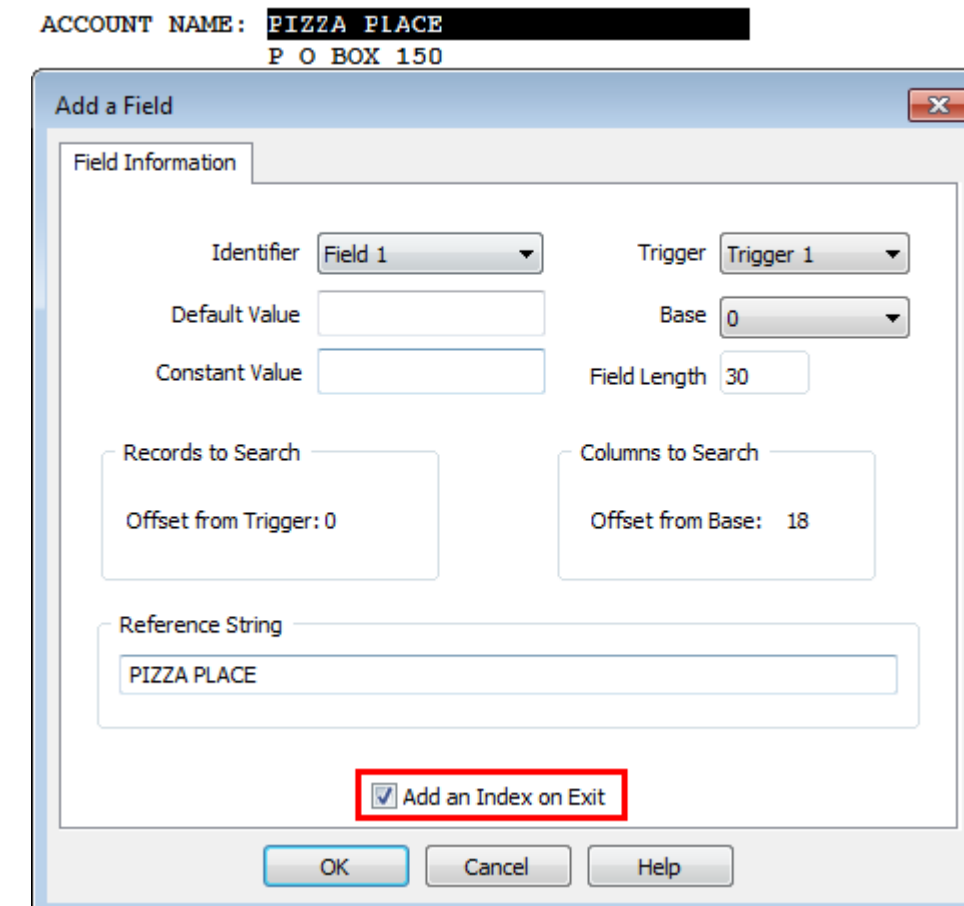 ACCOUNT NAME: PIZZA PLACE
P O BOX 150
Add a Field
Field Information
Identifier Field 1 Trigger Trigger 1
Default Value Base 0
Constant Value Field Length 30
Records to Search Columns to Search
Offset from Trigger: 0 Offset from Base: 18
Reference String
PIZZA PLACE
Add an Index on Exit
OK Cancel Help